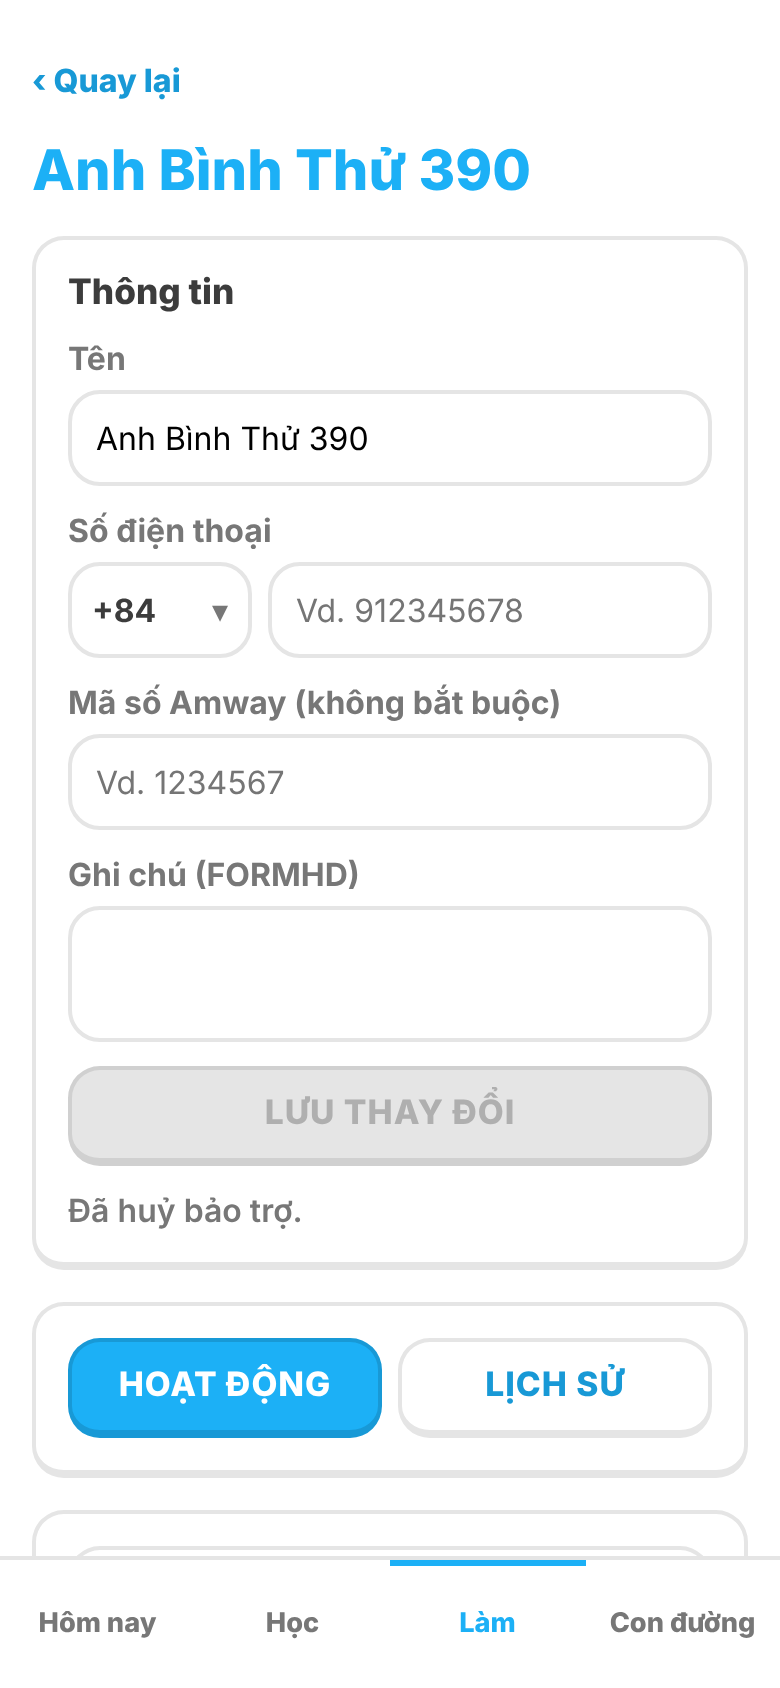 ‹ Quay lại
Anh Bình Thử 390
Thông tin
Tên
Anh Bình Thử 390
Số điện thoại
+84 ▼ Vd. 912345678
Mã số Amway (không bắt buộc)
Vd. 1234567
Ghi chú (FORMHD)
LƯU THAY ĐỔI
Đã huỷ bảo trợ.
HOẠT ĐỘNG LỊCH SỬ
Hôm nay Học Làm Con đường